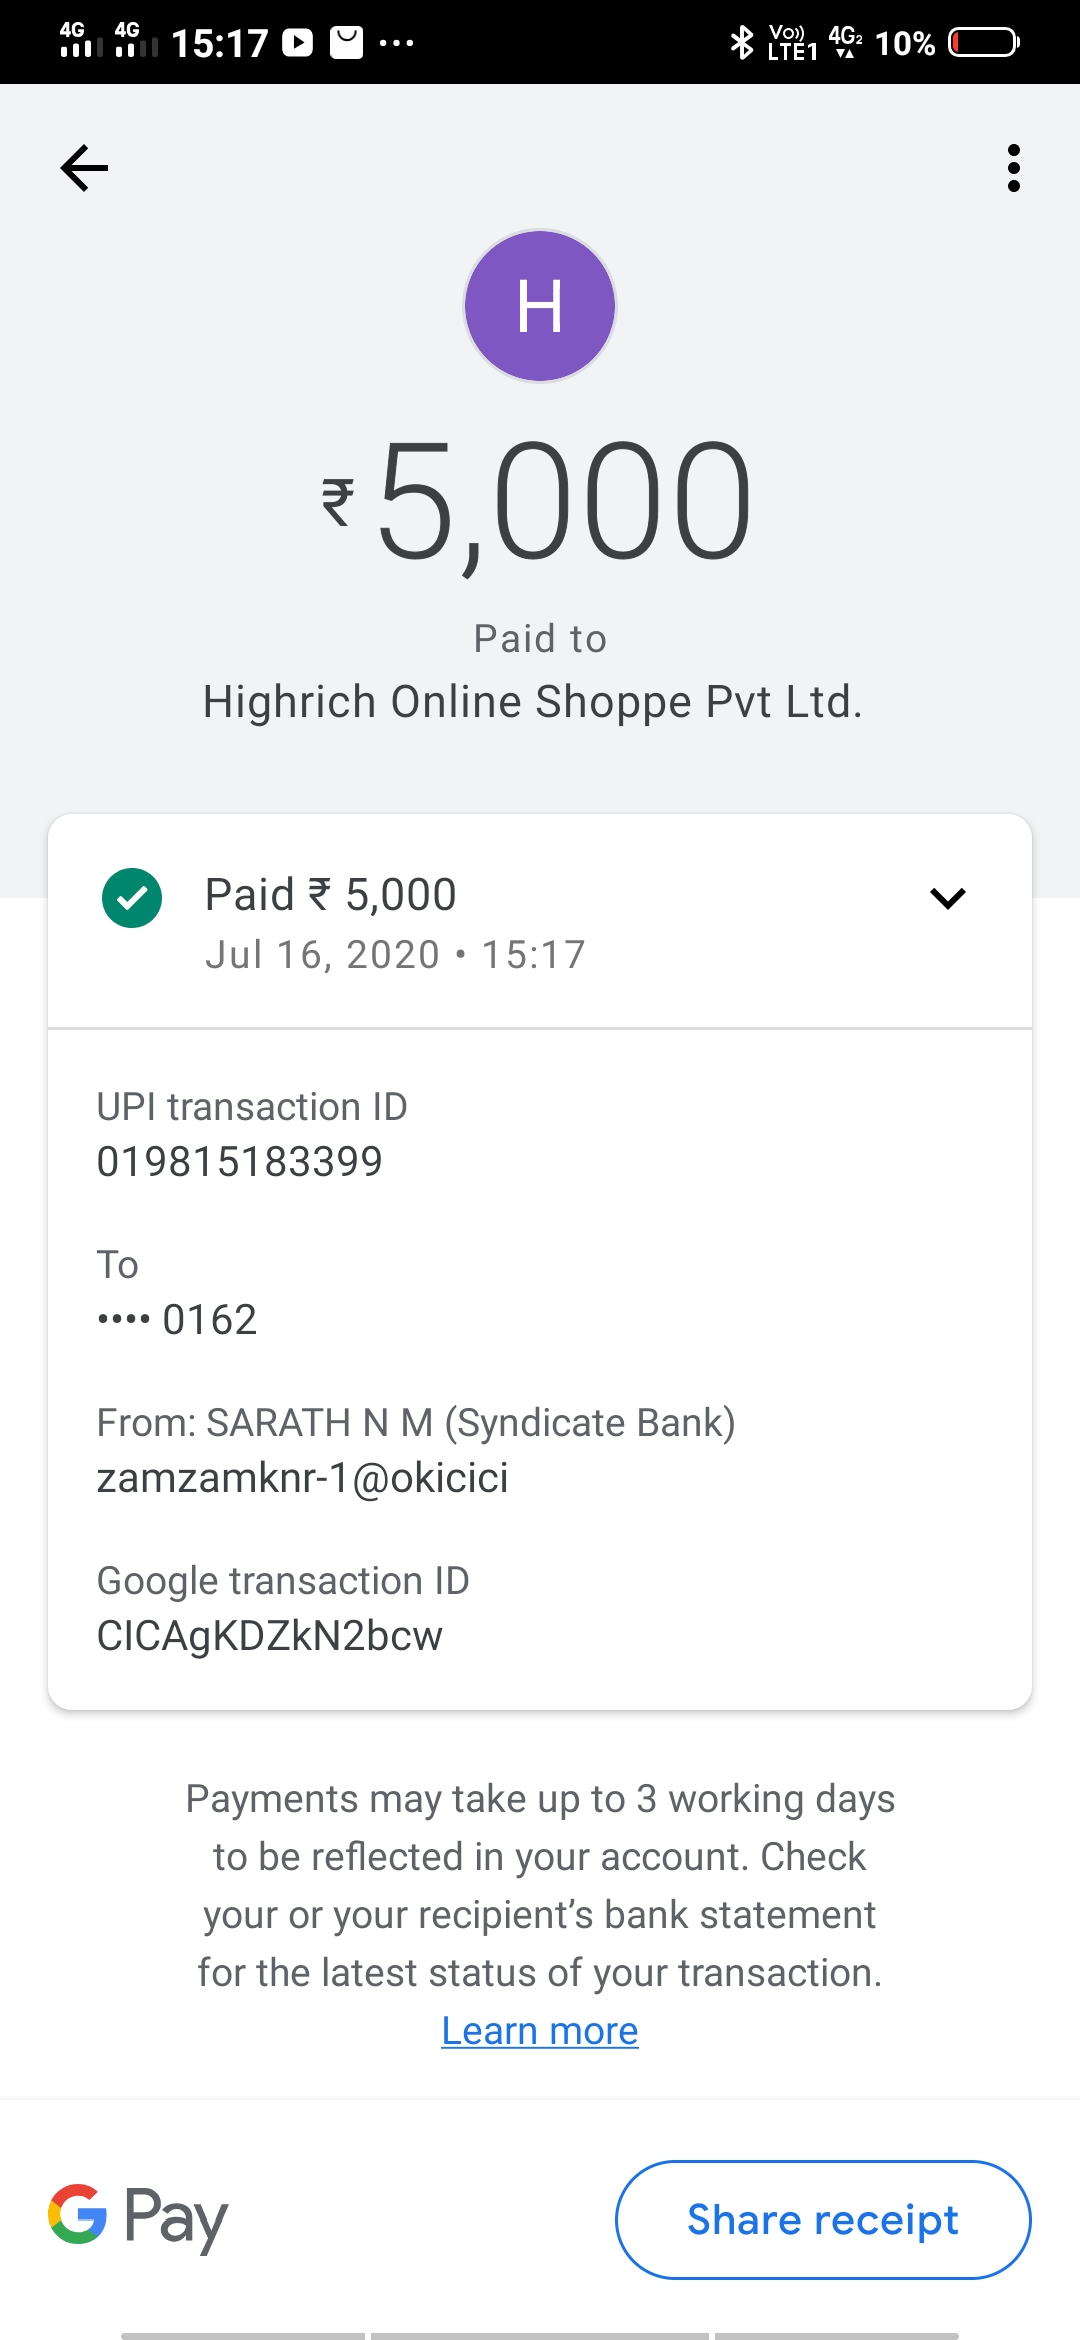 4G 4G 15:17 Vo)) LTE1 4G2 10%
H
₹5,000
Paid to
Highrich Online Shoppe Pvt Ltd.
Paid ₹ 5,000
Jul 16, 2020 • 15:17
UPI transaction ID
019815183399
To
•••• 0162
From: SARATH N M (Syndicate Bank)
zamzamknr-1@okicici
Google transaction ID
CICAgKDZkN2bcw
Payments may take up to 3 working days
to be reflected in your account. Check
your or your recipient’s bank statement
for the latest status of your transaction.
Learn more
G Pay
Share receipt